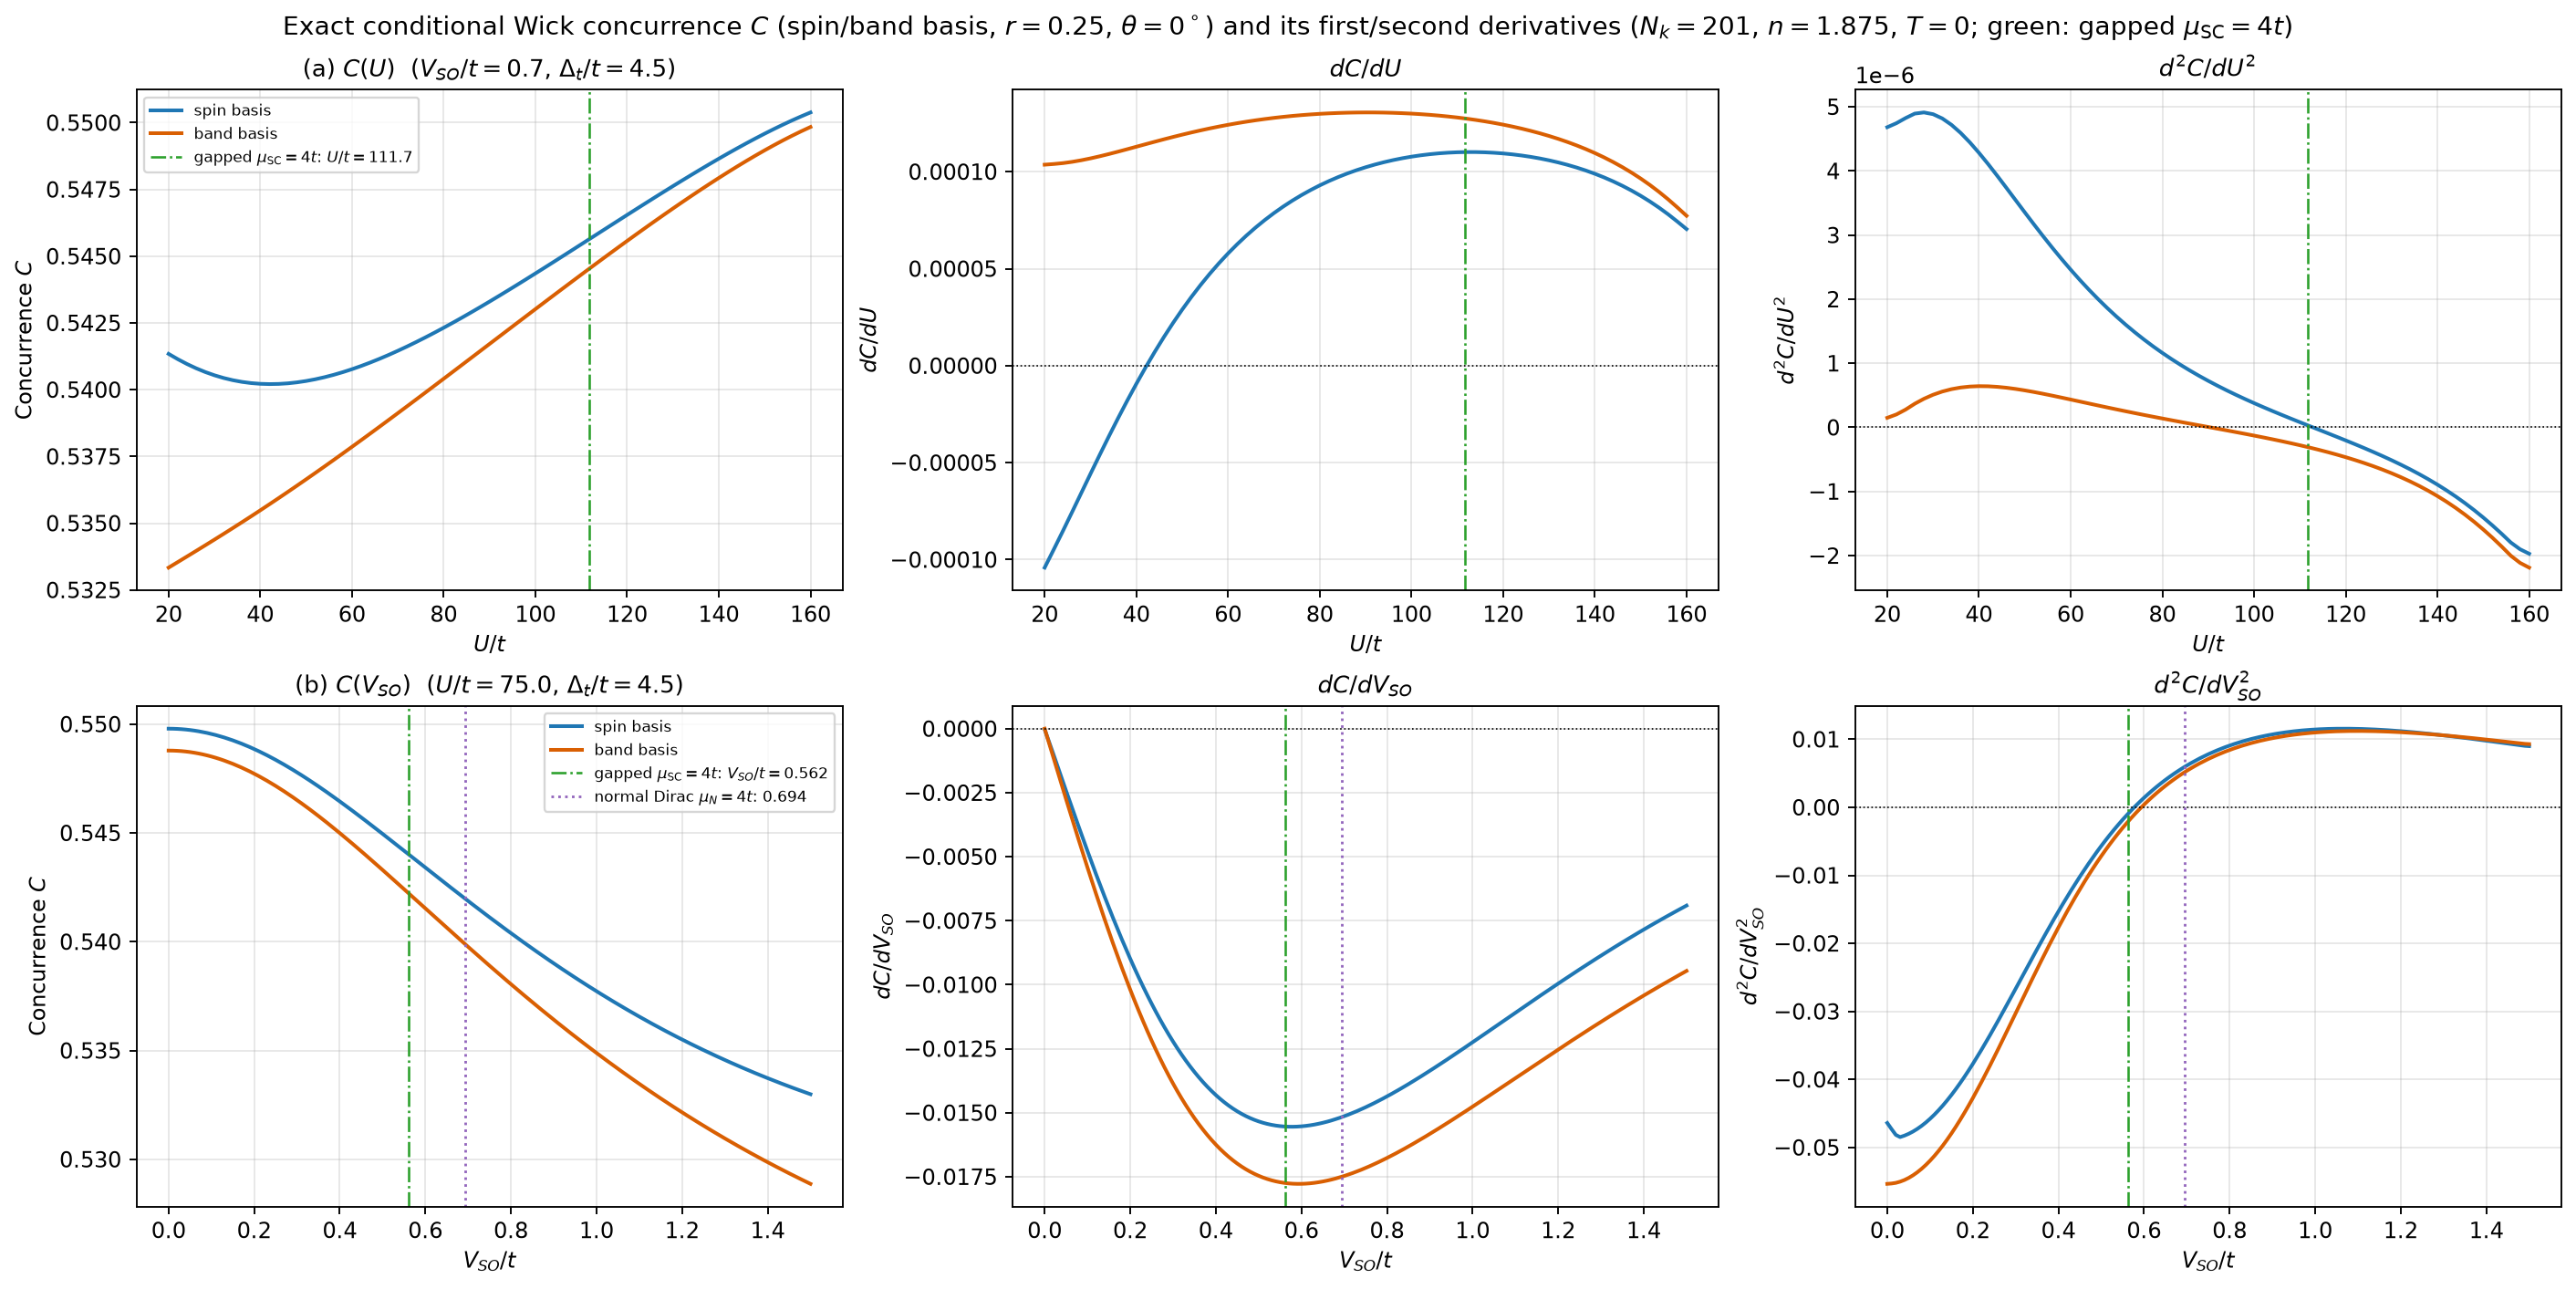 Exact conditional Wick concurrence C (spin/band basis, r = 0.25, θ = 0°) and its first/second derivatives (N_k = 201, n = 1.875, T = 0; green: gapped μ_SC = 4t)
(a) C(U) (V_SO/t = 0.7, Δ_t/t = 4.5)
Concurrence C
0.5500
0.5475
0.5450
0.5425
0.5400
0.5375
0.5350
0.5325
spin basis
band basis
gapped μ_SC = 4t: U/t = 111.7
20 40 60 80 100 120 140 160
U/t
dC/dU
dC/dU
0.00010
0.00005
0.00000
−0.00005
−0.00010
20 40 60 80 100 120 140 160
U/t
d²C/dU²
1e−6
d²C/dU²
5
4
3
2
1
0
−1
−2
20 40 60 80 100 120 140 160
U/t
(b) C(V_SO) (U/t = 75.0, Δ_t/t = 4.5)
Concurrence C
0.550
0.545
0.540
0.535
0.530
spin basis
band basis
gapped μ_SC = 4t: V_SO/t = 0.562
normal Dirac μ_N = 4t: 0.694
0.0 0.2 0.4 0.6 0.8 1.0 1.2 1.4
V_SO/t
dC/dV_SO
dC/dV_SO
0.0000
−0.0025
−0.0050
−0.0075
−0.0100
−0.0125
−0.0150
−0.0175
0.0 0.2 0.4 0.6 0.8 1.0 1.2 1.4
V_SO/t
d²C/dV²_SO
d²C/dV²_SO
0.01
0.00
−0.01
−0.02
−0.03
−0.04
−0.05
0.0 0.2 0.4 0.6 0.8 1.0 1.2 1.4
V_SO/t